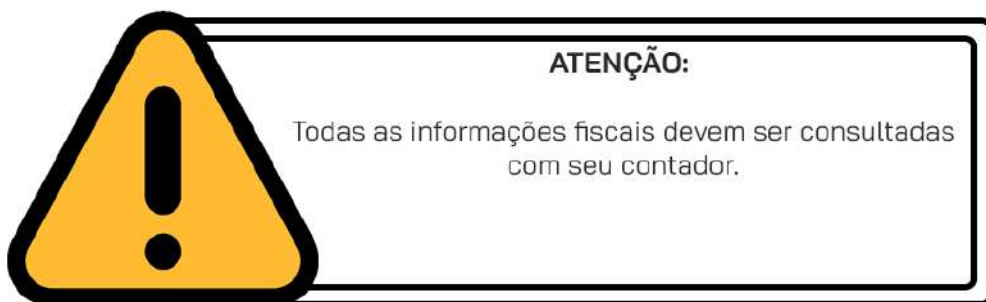 ATENÇÃO:
Todas as informações fiscais devem ser consultadas
com seu contador.